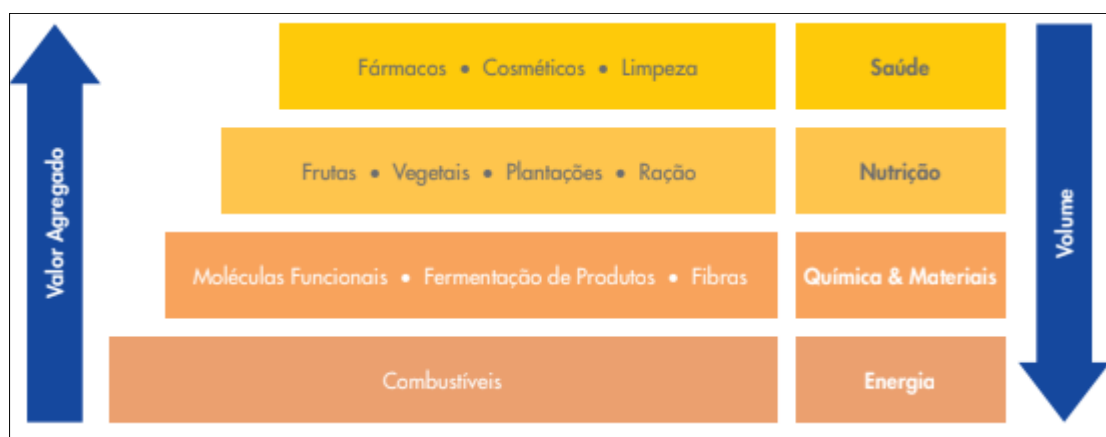 Fármacos • Cosméticos • Limpeza
Saúde
Frutas • Vegetais • Plantações • Ração
Nutrição
Moléculas Funcionais • Fermentação de Produtos • Fibras
Química & Materiais
Combustíveis
Energia
Valor Agregado
Volume